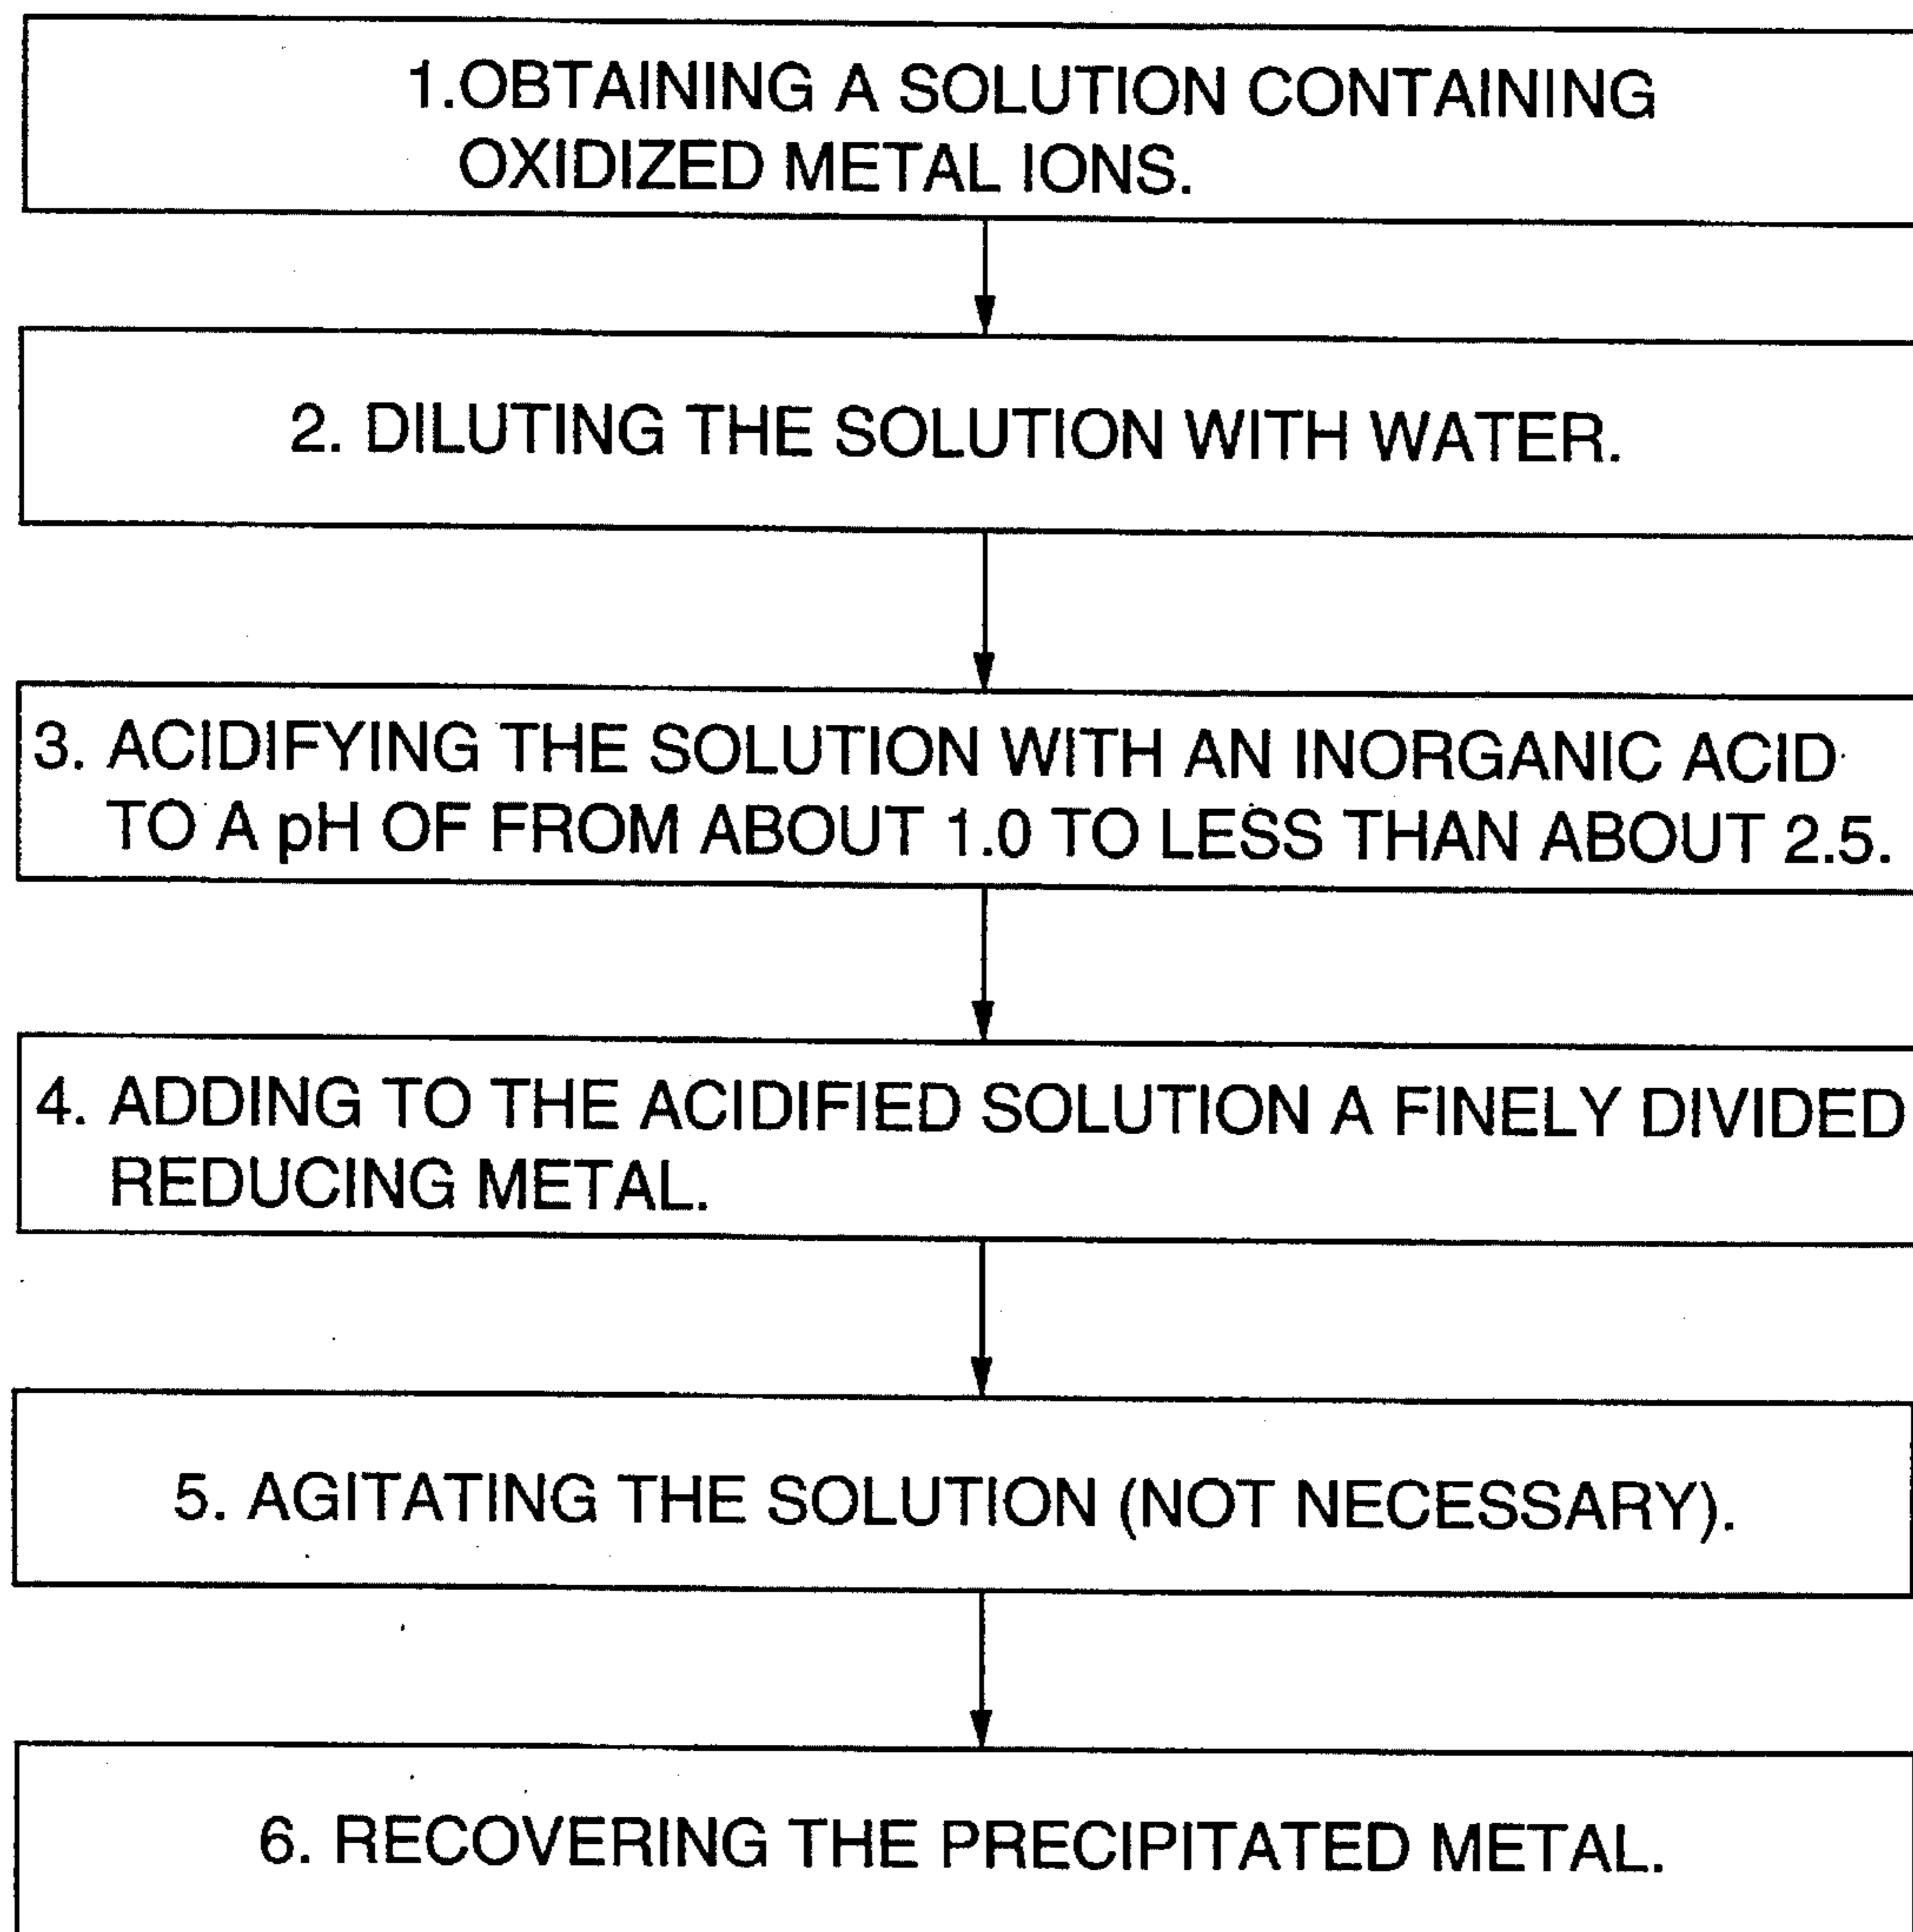 1.OBTAINING A SOLUTION CONTAINING
OXIDIZED METAL IONS.
2. DILUTING THE SOLUTION WITH WATER.
3. ACIDIFYING THE SOLUTION WITH AN INORGANIC ACID
TO A pH OF FROM ABOUT 1.0 TO LESS THAN ABOUT 2.5.
4. ADDING TO THE ACIDIFIED SOLUTION A FINELY DIVIDED
REDUCING METAL.
5. AGITATING THE SOLUTION (NOT NECESSARY).
6. RECOVERING THE PRECIPITATED METAL.